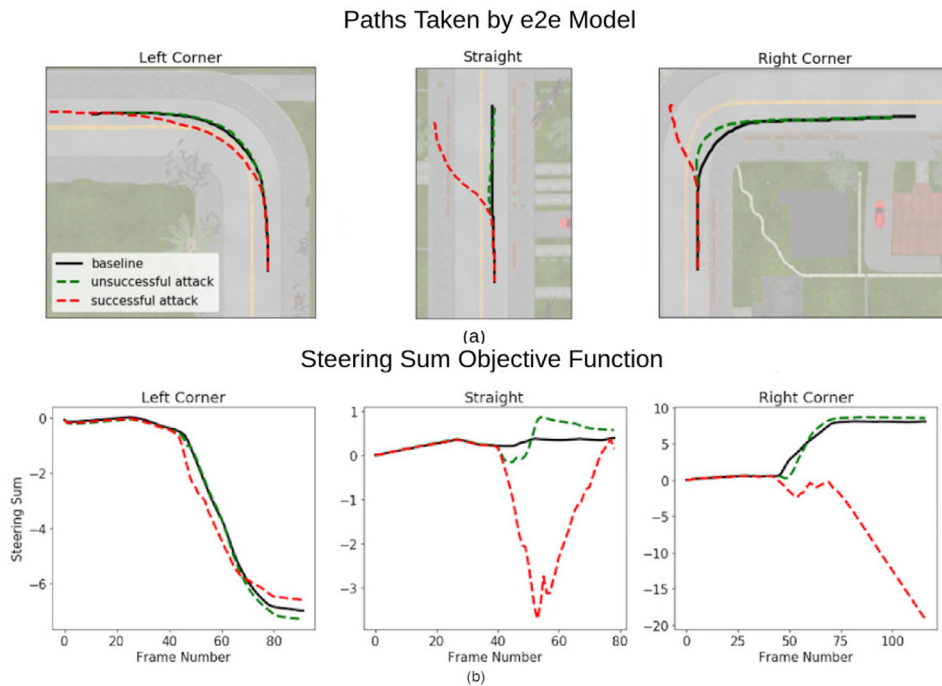 Paths Taken by e2e Model
Left Corner
Straight
Right Corner
baseline
unsuccessful attack
successful attack
(a)
Steering Sum Objective Function
Left Corner
Straight
Right Corner
Steering Sum
0
−2
−4
−6
0 20 40 60 80
Frame Number
1
0
−1
−2
−3
0 20 40 60 80
Frame Number
10
5
0
−5
−10
−15
−20
0 25 50 75 100
Frame Number
(b)